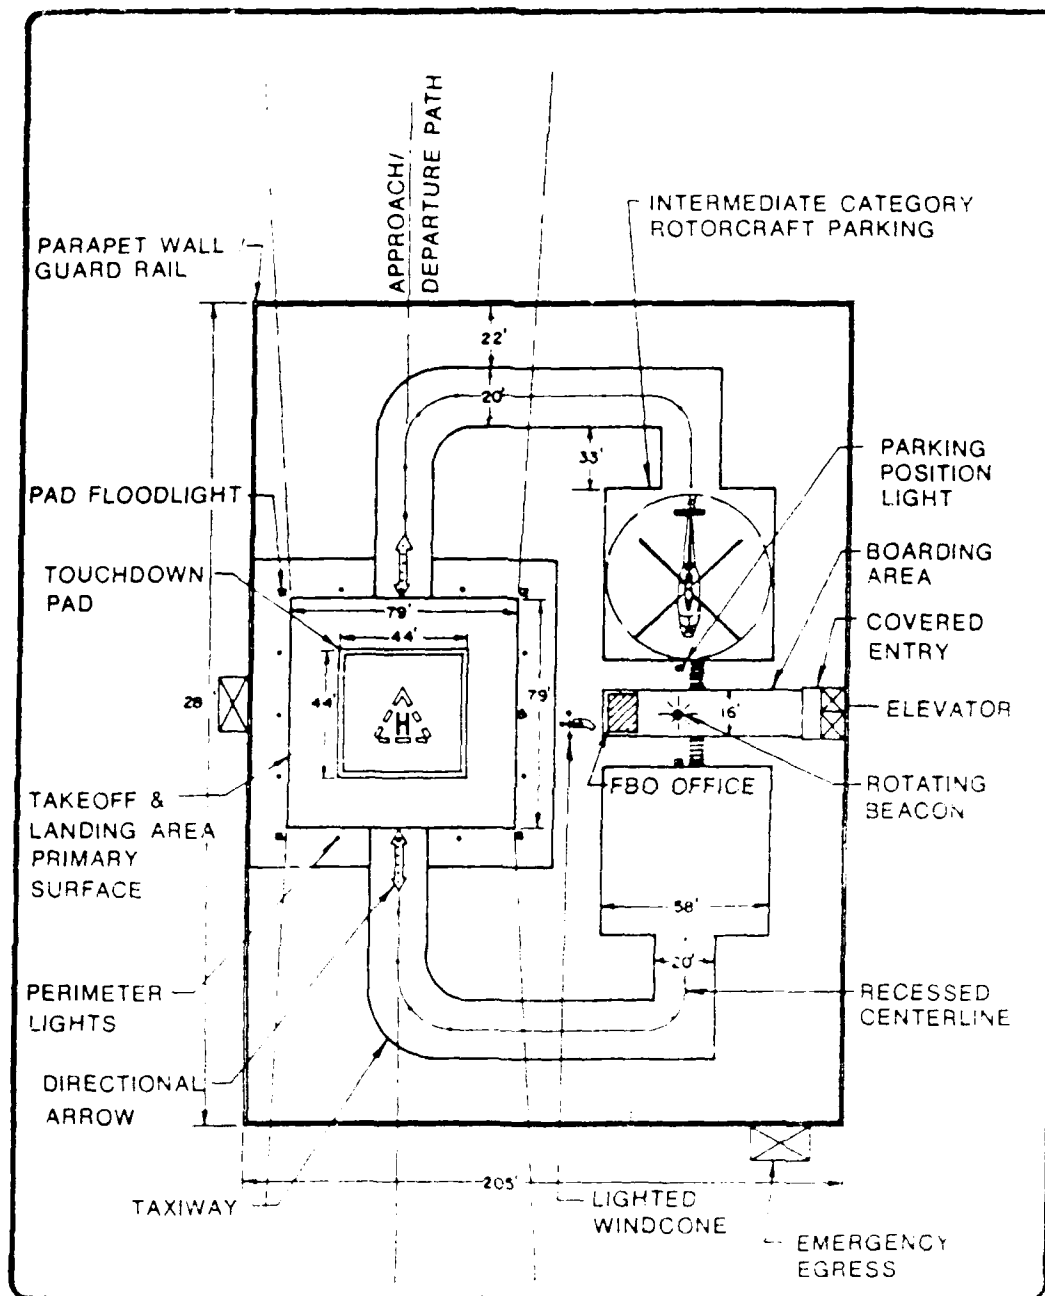 APPROACH/
DEPARTURE PATH
INTERMEDIATE CATEGORY
ROTORCRAFT PARKING
PARAPET WALL
GUARD RAIL
22'
20'
33'
PARKING
POSITION
LIGHT
PAD FLOODLIGHT
BOARDING
AREA
TOUCHDOWN
PAD
79'
44'
COVERED
ENTRY
28
44'
H
79'
16'
ELEVATOR
FBO OFFICE
ROTATING
BEACON
TAKEOFF &
LANDING AREA
PRIMARY
SURFACE
58'
20'
PERIMETER
LIGHTS
RECESSED
CENTERLINE
DIRECTIONAL
ARROW
205'
TAXIWAY
LIGHTED
WINDCONE
EMERGENCY
EGRESS